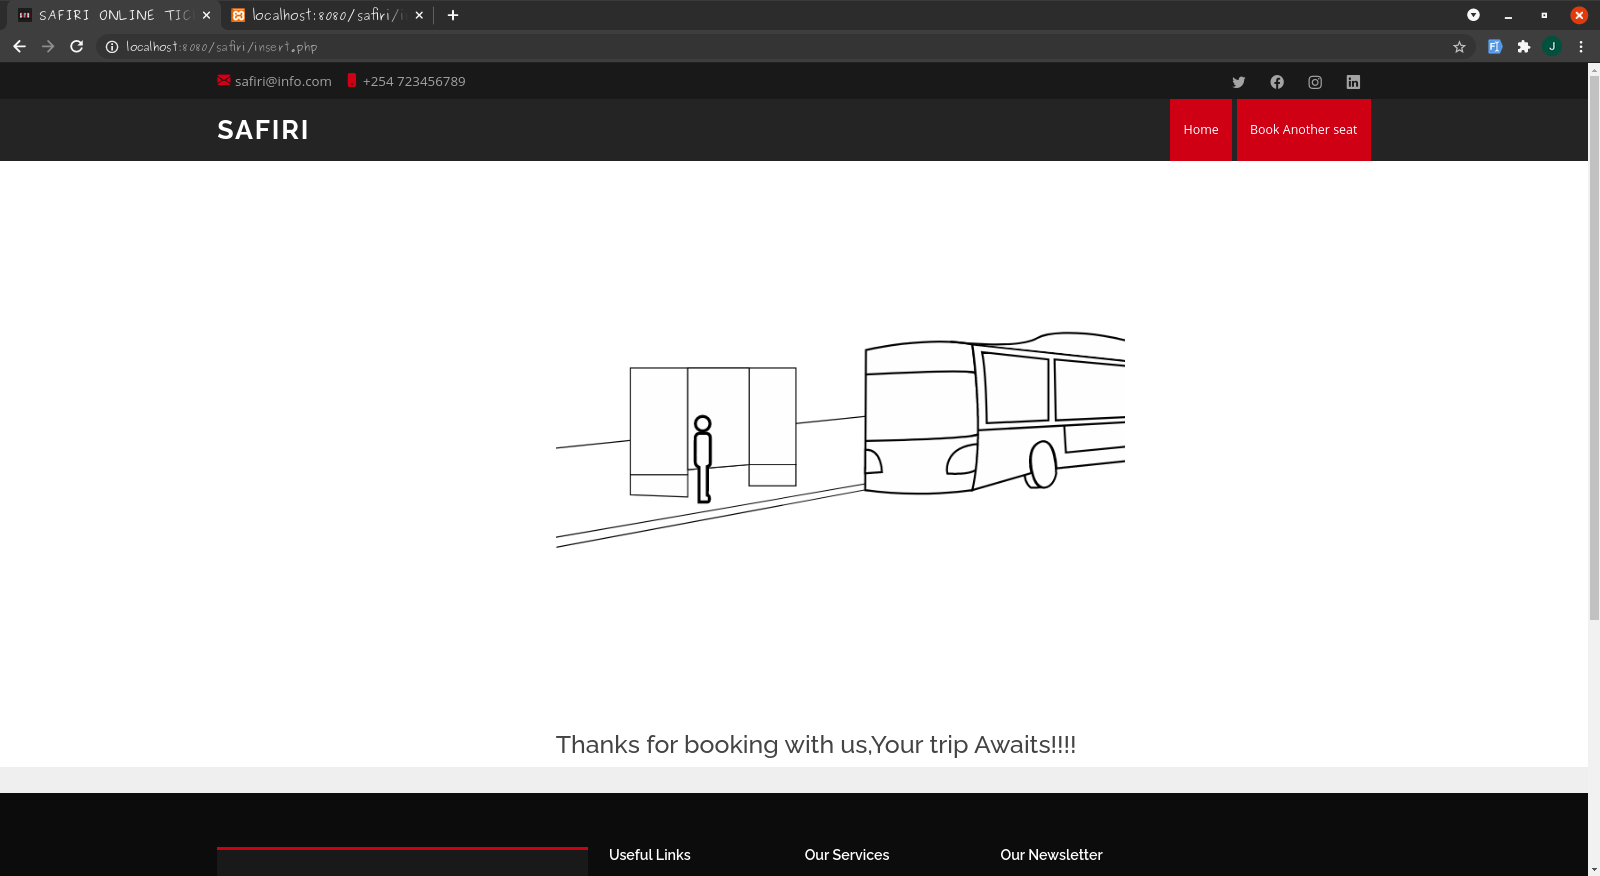 SAFIRI ONLINE TIC
localhost:8080/safiri/i
localhost:8080/safiri/insert.php
J
safiri@info.com
+254 723456789
SAFIRI
Home
Book Another seat
Thanks for booking with us,Your trip Awaits!!!!
Useful Links
Our Services
Our Newsletter